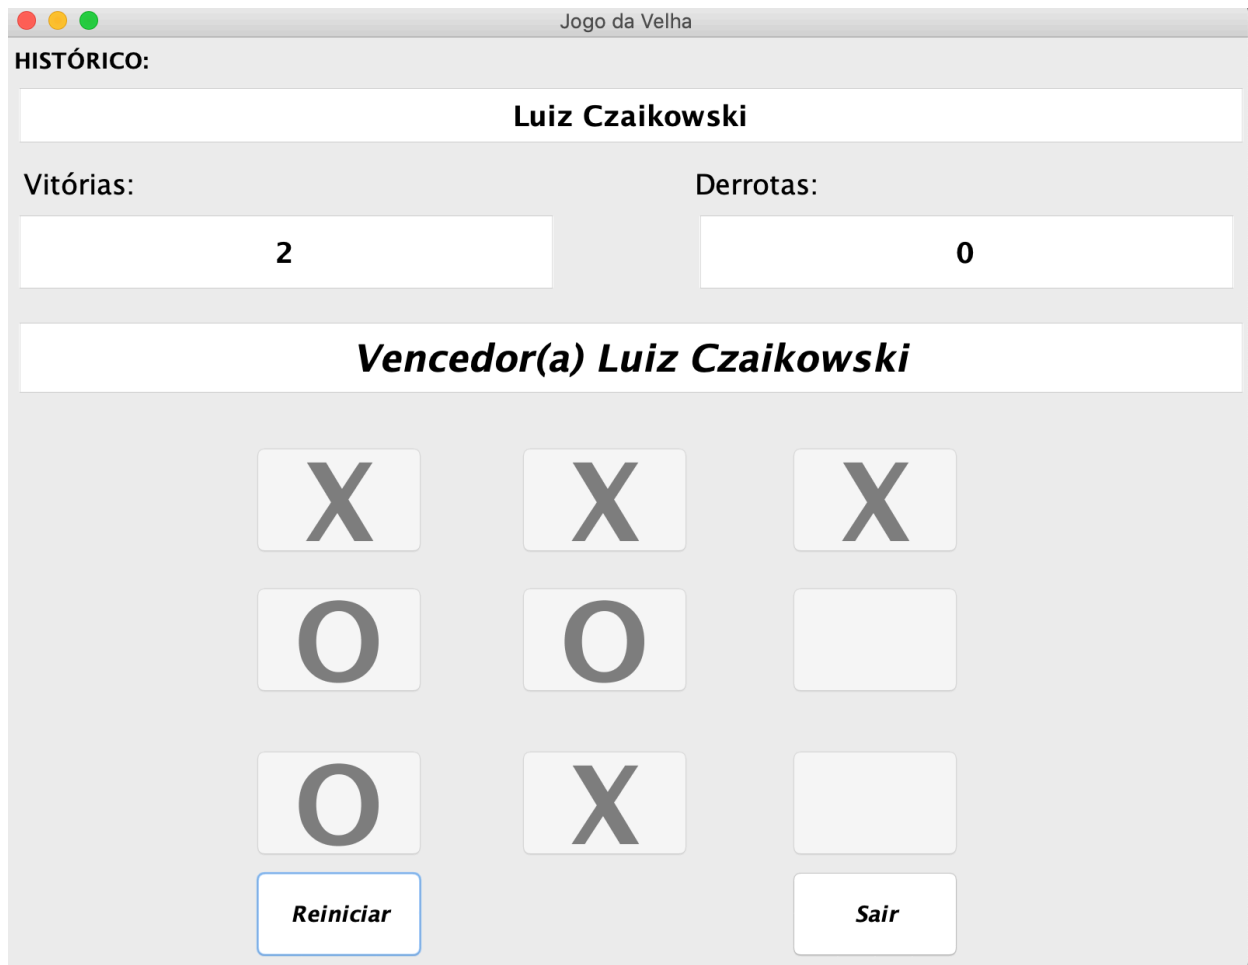 Jogo da Velha
HISTÓRICO:
Luiz Czaikowski
Vitórias: Derrotas:
2 0
Vencedor(a) Luiz Czaikowski
X X X
O O
O X
Reiniciar Sair